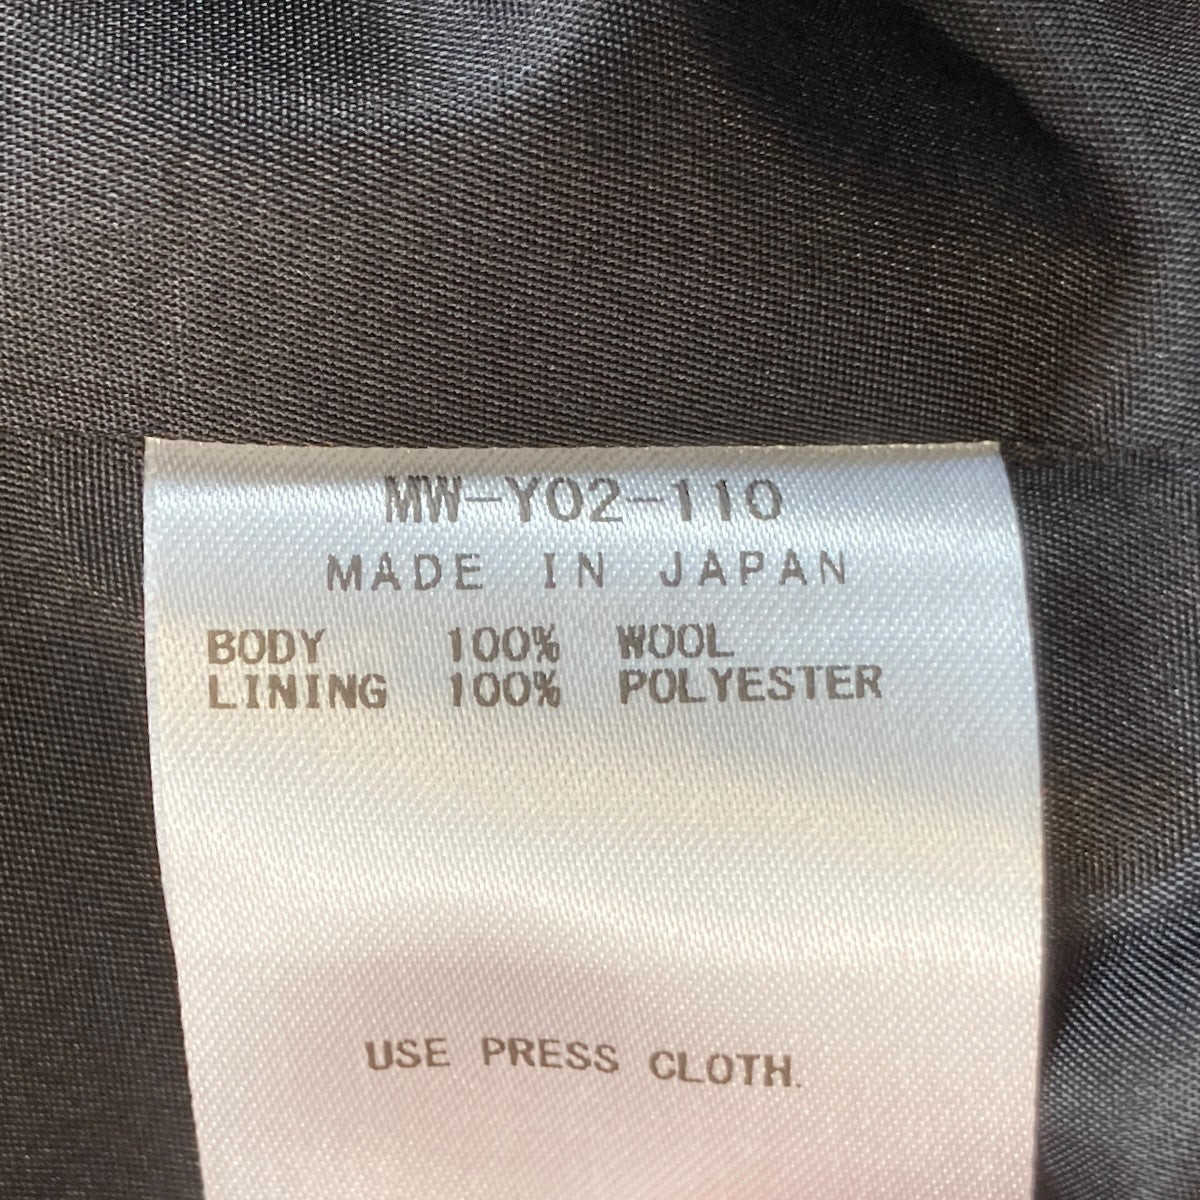 MW-Y02-110
MADE IN JAPAN
BODY 100% WOOL
LINING 100% POLYESTER
USE PRESS CLOTH.